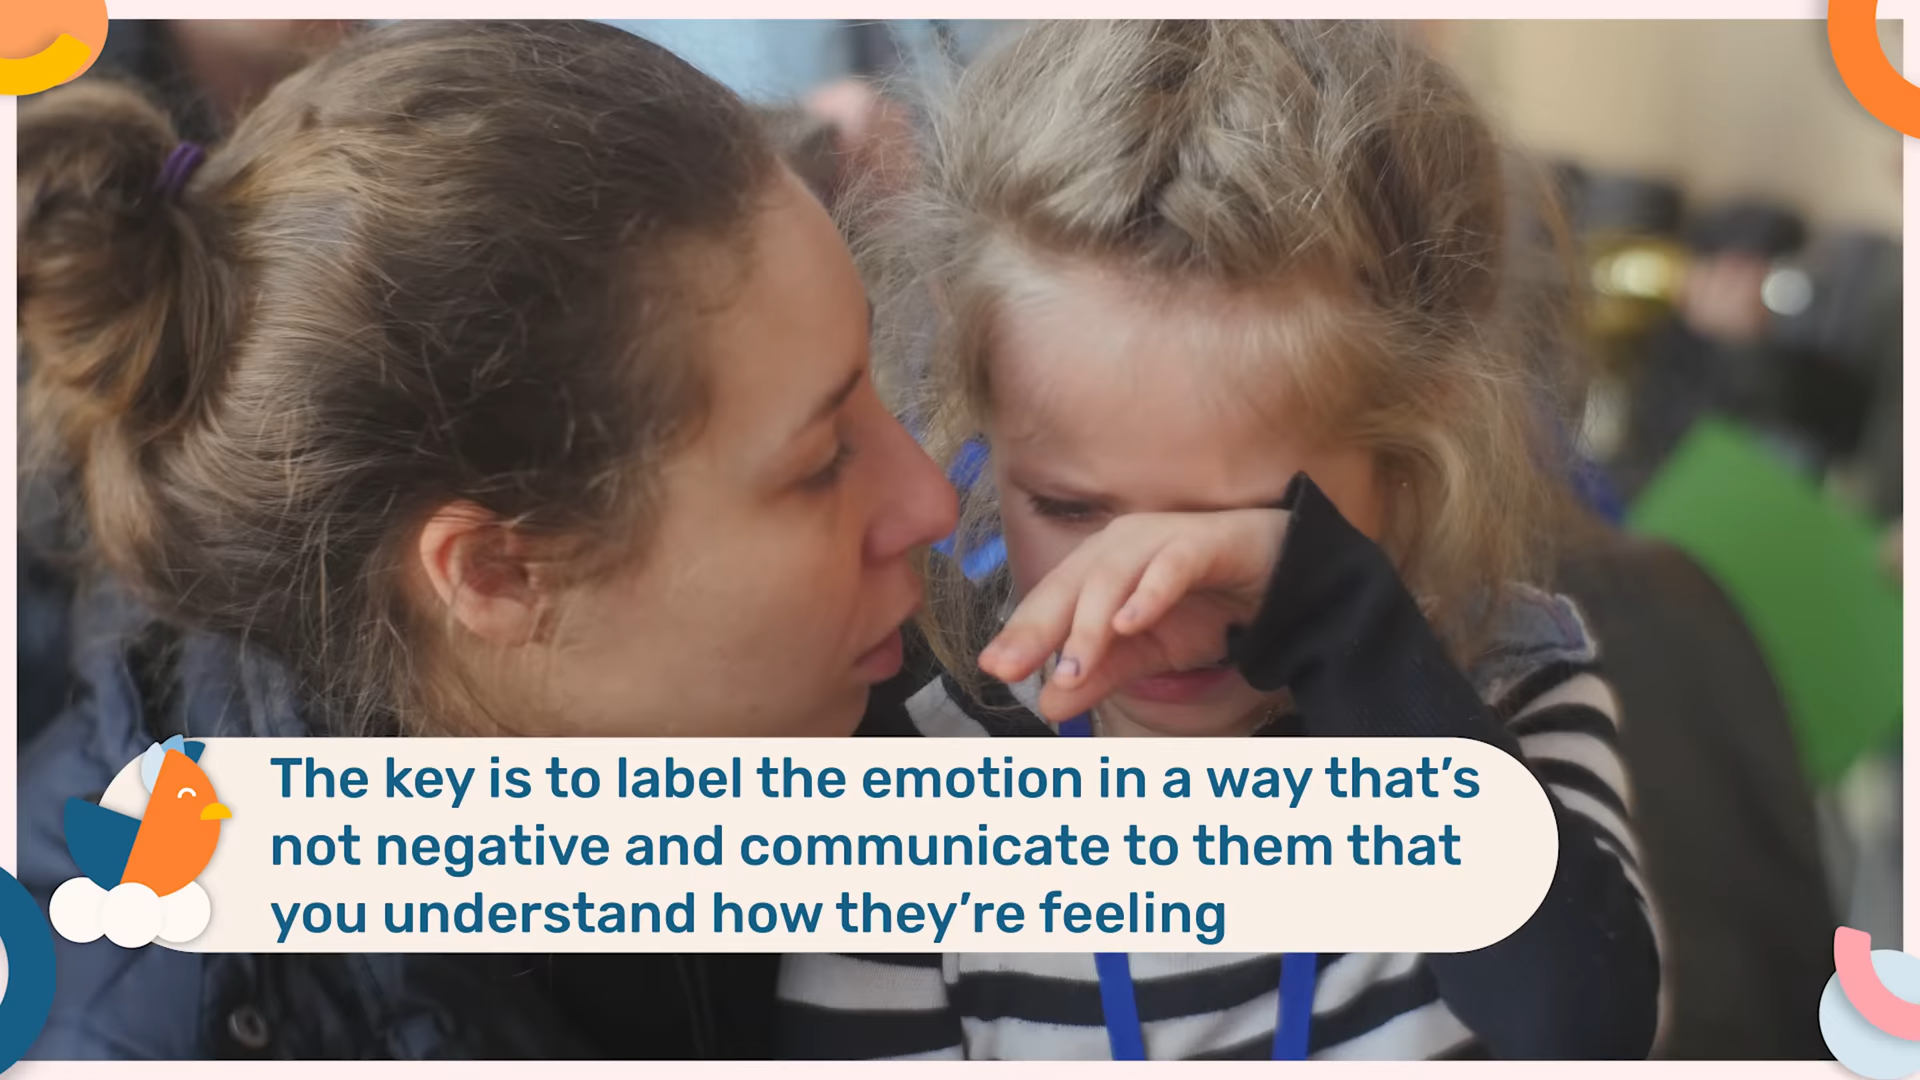 The key is to label the emotion in a way that’s
not negative and communicate to them that
you understand how they’re feeling